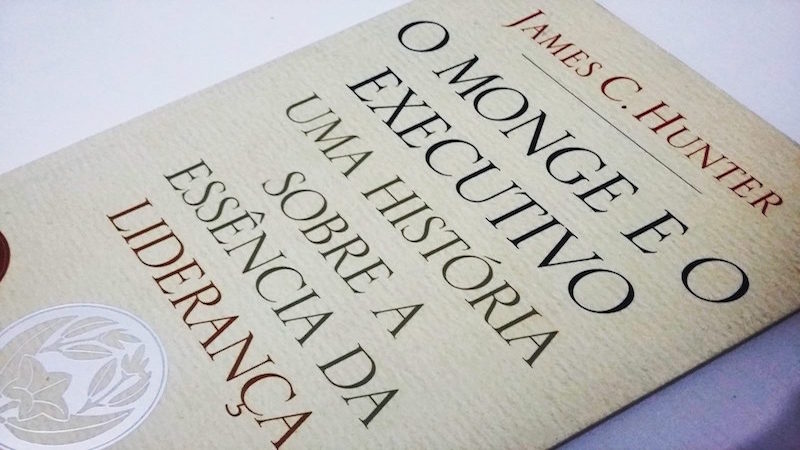 JAMES C. HUNTER
O MONGE E O
EXECUTIVO
UMA HISTÓRIA
SOBRE A
ESSÊNCIA DA
LIDERANÇA